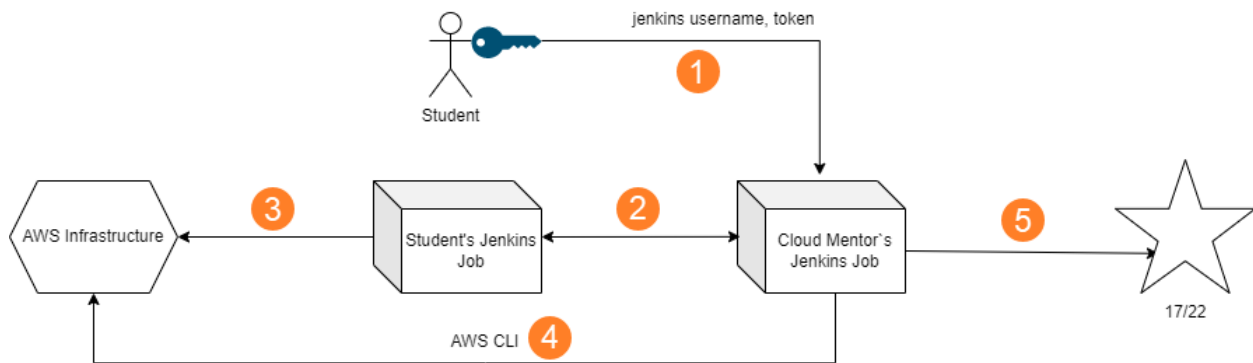 jenkins username, token
1
Student
AWS Infrastructure
3
Student's Jenkins
Job
2
Cloud Mentor`s
Jenkins Job
5
17/22
AWS CLI
4